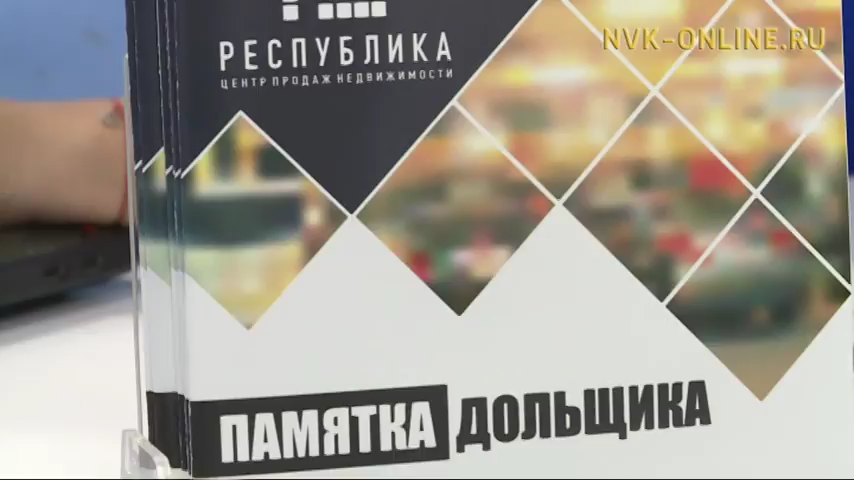 NVK-ONLINE.RU
РЕСПУБЛИКА
ЦЕНТР ПРОДАЖ НЕДВИЖИМОСТИ
ПАМЯТКА ДОЛЬЩИКА